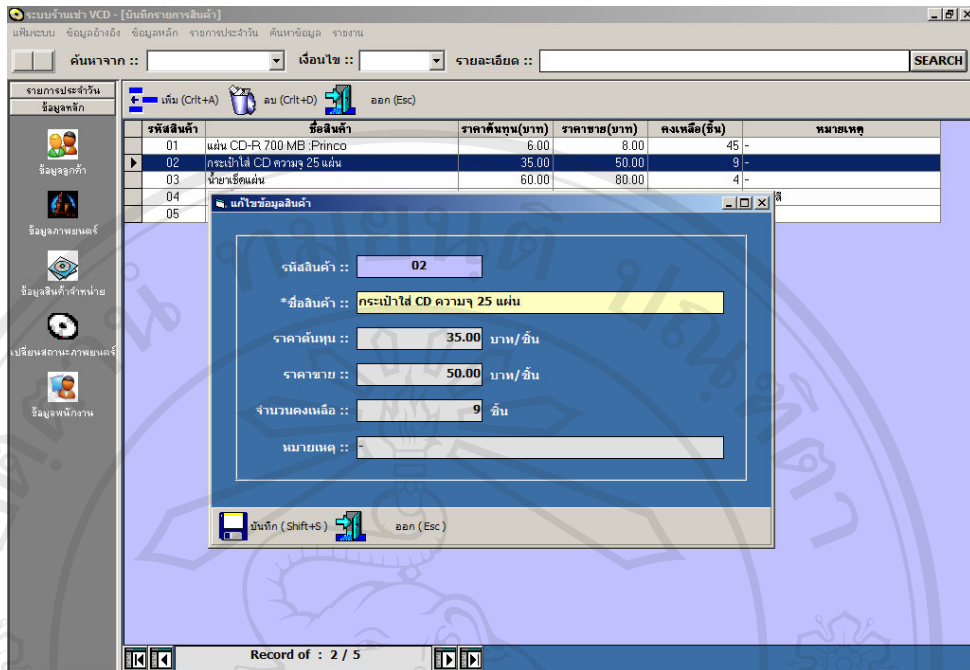 ระบบร้านเช่า VCD - [บันทึกรายการสินค้า]
แฟ้มระบบ ข้อมูลอ้างอิง ข้อมูลหลัก รายการประจำวัน ค้นหาข้อมูล รายงาน
ค้นหาจาก :: เงื่อนไข :: รายละเอียด :: SEARCH
รายการประจำวัน
ข้อมูลหลัก
เพิ่ม (Crlt+A) ลบ (Crlt+D) ออก (Esc)
รหัสสินค้า ชื่อสินค้า ราคาต้นทุน(บาท) ราคาขาย(บาท) คงเหลือ(ชิ้น) หมายเหตุ
01 แผ่น CD-R 700 MB :Princo 6.00 8.00 45 -
02 กระเป๋าใส่ CD ความจุ 25 แผ่น 35.00 50.00 9 -
03 น้ำยาเช็ดแผ่น 60.00 80.00 4 -
04
05
ข้อมูลลูกค้า
ข้อมูลภาพยนตร์
ข้อมูลสินค้าจำหน่าย
เปลี่ยนสถานะภาพยนตร์
ข้อมูลพนักงาน
แก้ไขข้อมูลสินค้า
รหัสสินค้า :: 02
*ชื่อสินค้า :: กระเป๋าใส่ CD ความจุ 25 แผ่น
ราคาต้นทุน :: 35.00 บาท/ชิ้น
ราคาขาย :: 50.00 บาท/ชิ้น
จำนวนคงเหลือ :: 9 ชิ้น
หมายเหตุ :: -
บันทึก ( Shift+S ) ออก ( Esc )
Record of : 2 / 5